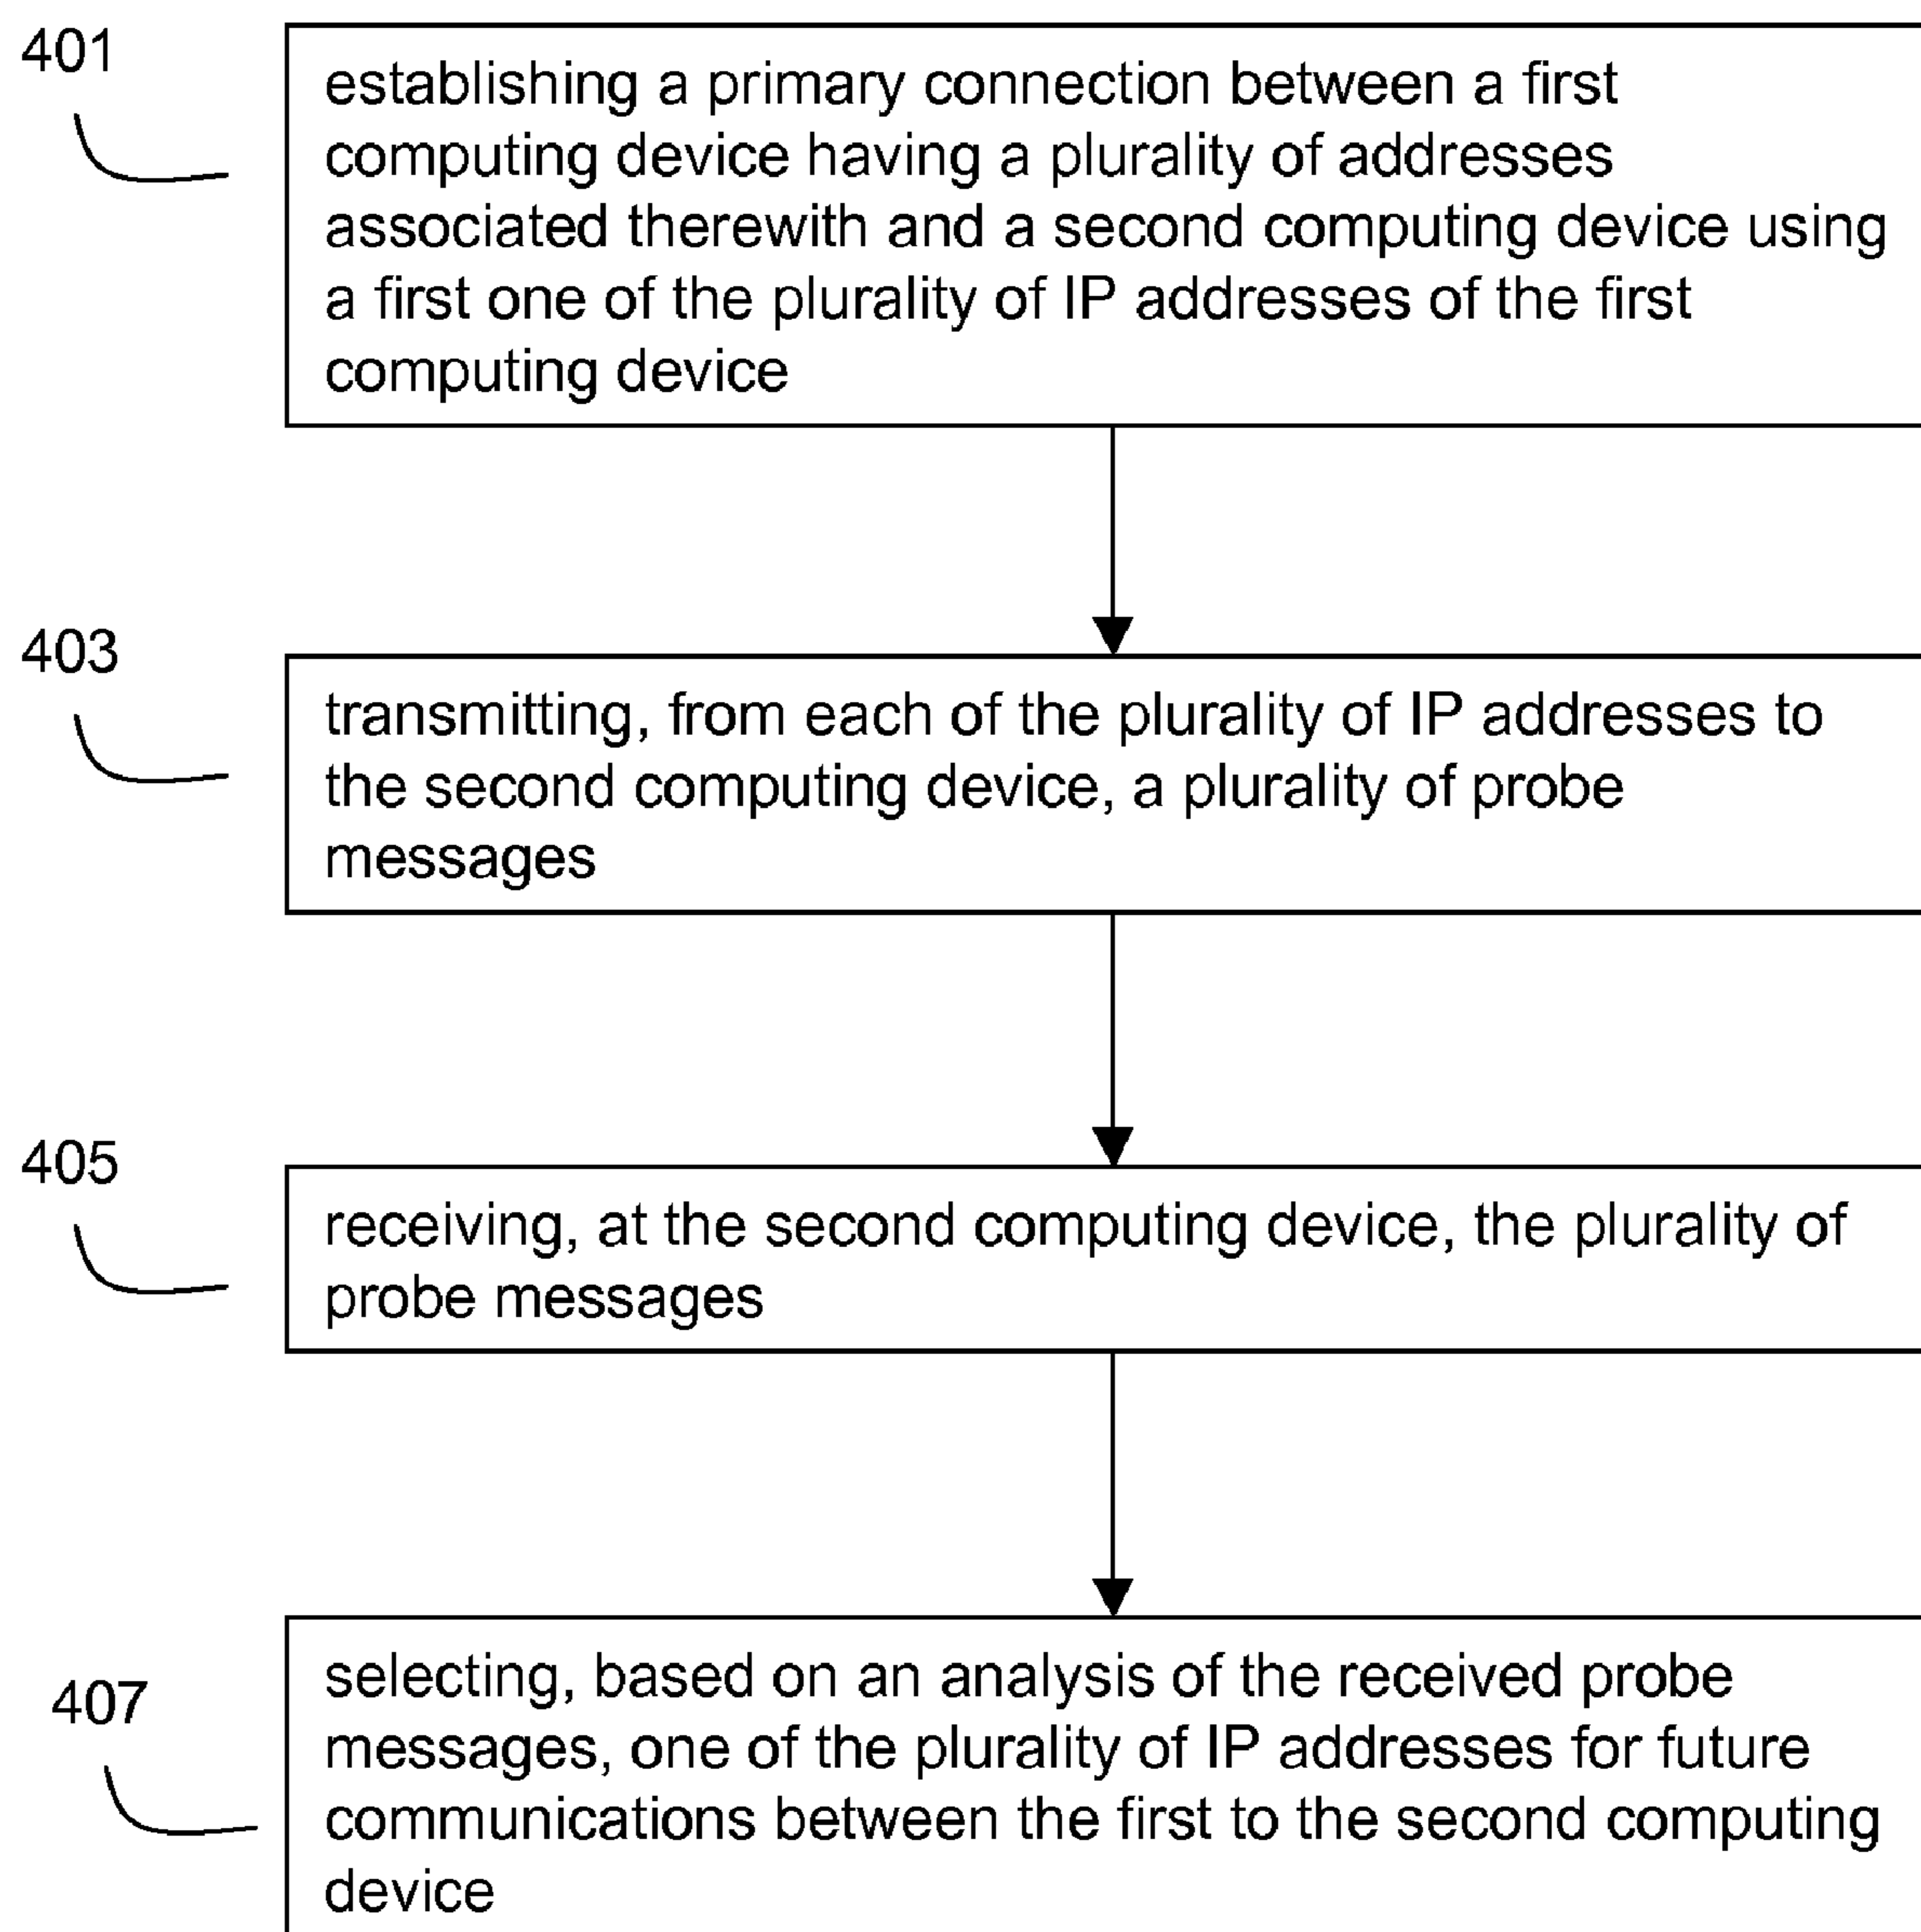 401
establishing a primary connection between a first
computing device having a plurality of addresses
associated therewith and a second computing device using
a first one of the plurality of IP addresses of the first
computing device
403
transmitting, from each of the plurality of IP addresses to
the second computing device, a plurality of probe
messages
405
receiving, at the second computing device, the plurality of
probe messages
407
selecting, based on an analysis of the received probe
messages, one of the plurality of IP addresses for future
communications between the first to the second computing
device